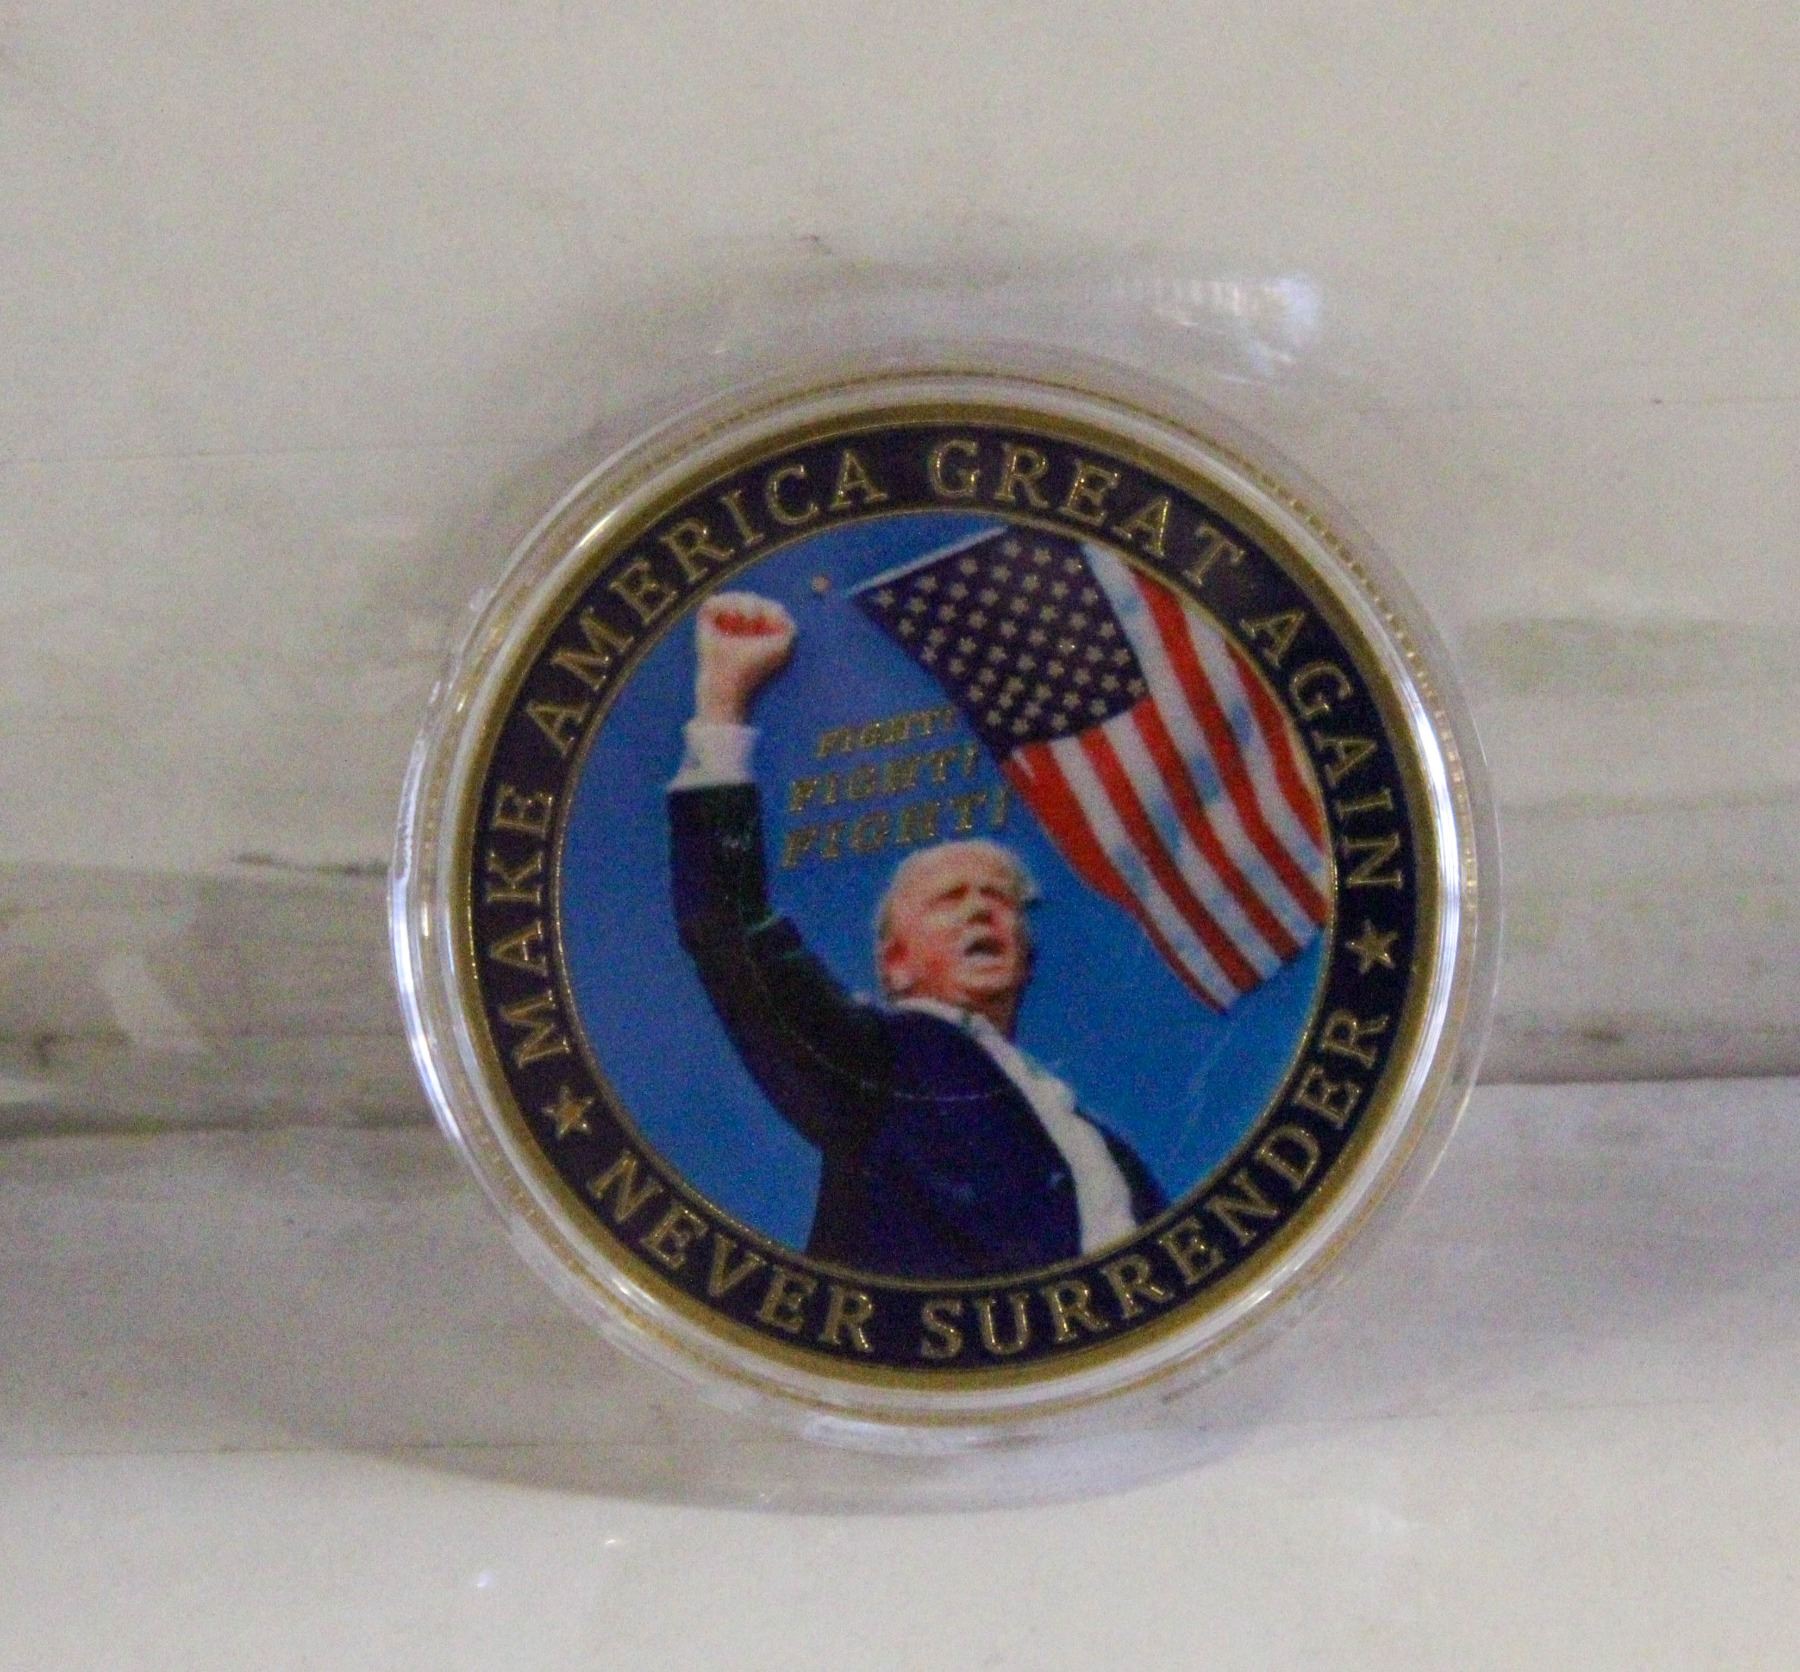 MAKE AMERICA GREAT AGAIN
FIGHT!
FIGHT!
FIGHT!
NEVER SURRENDER